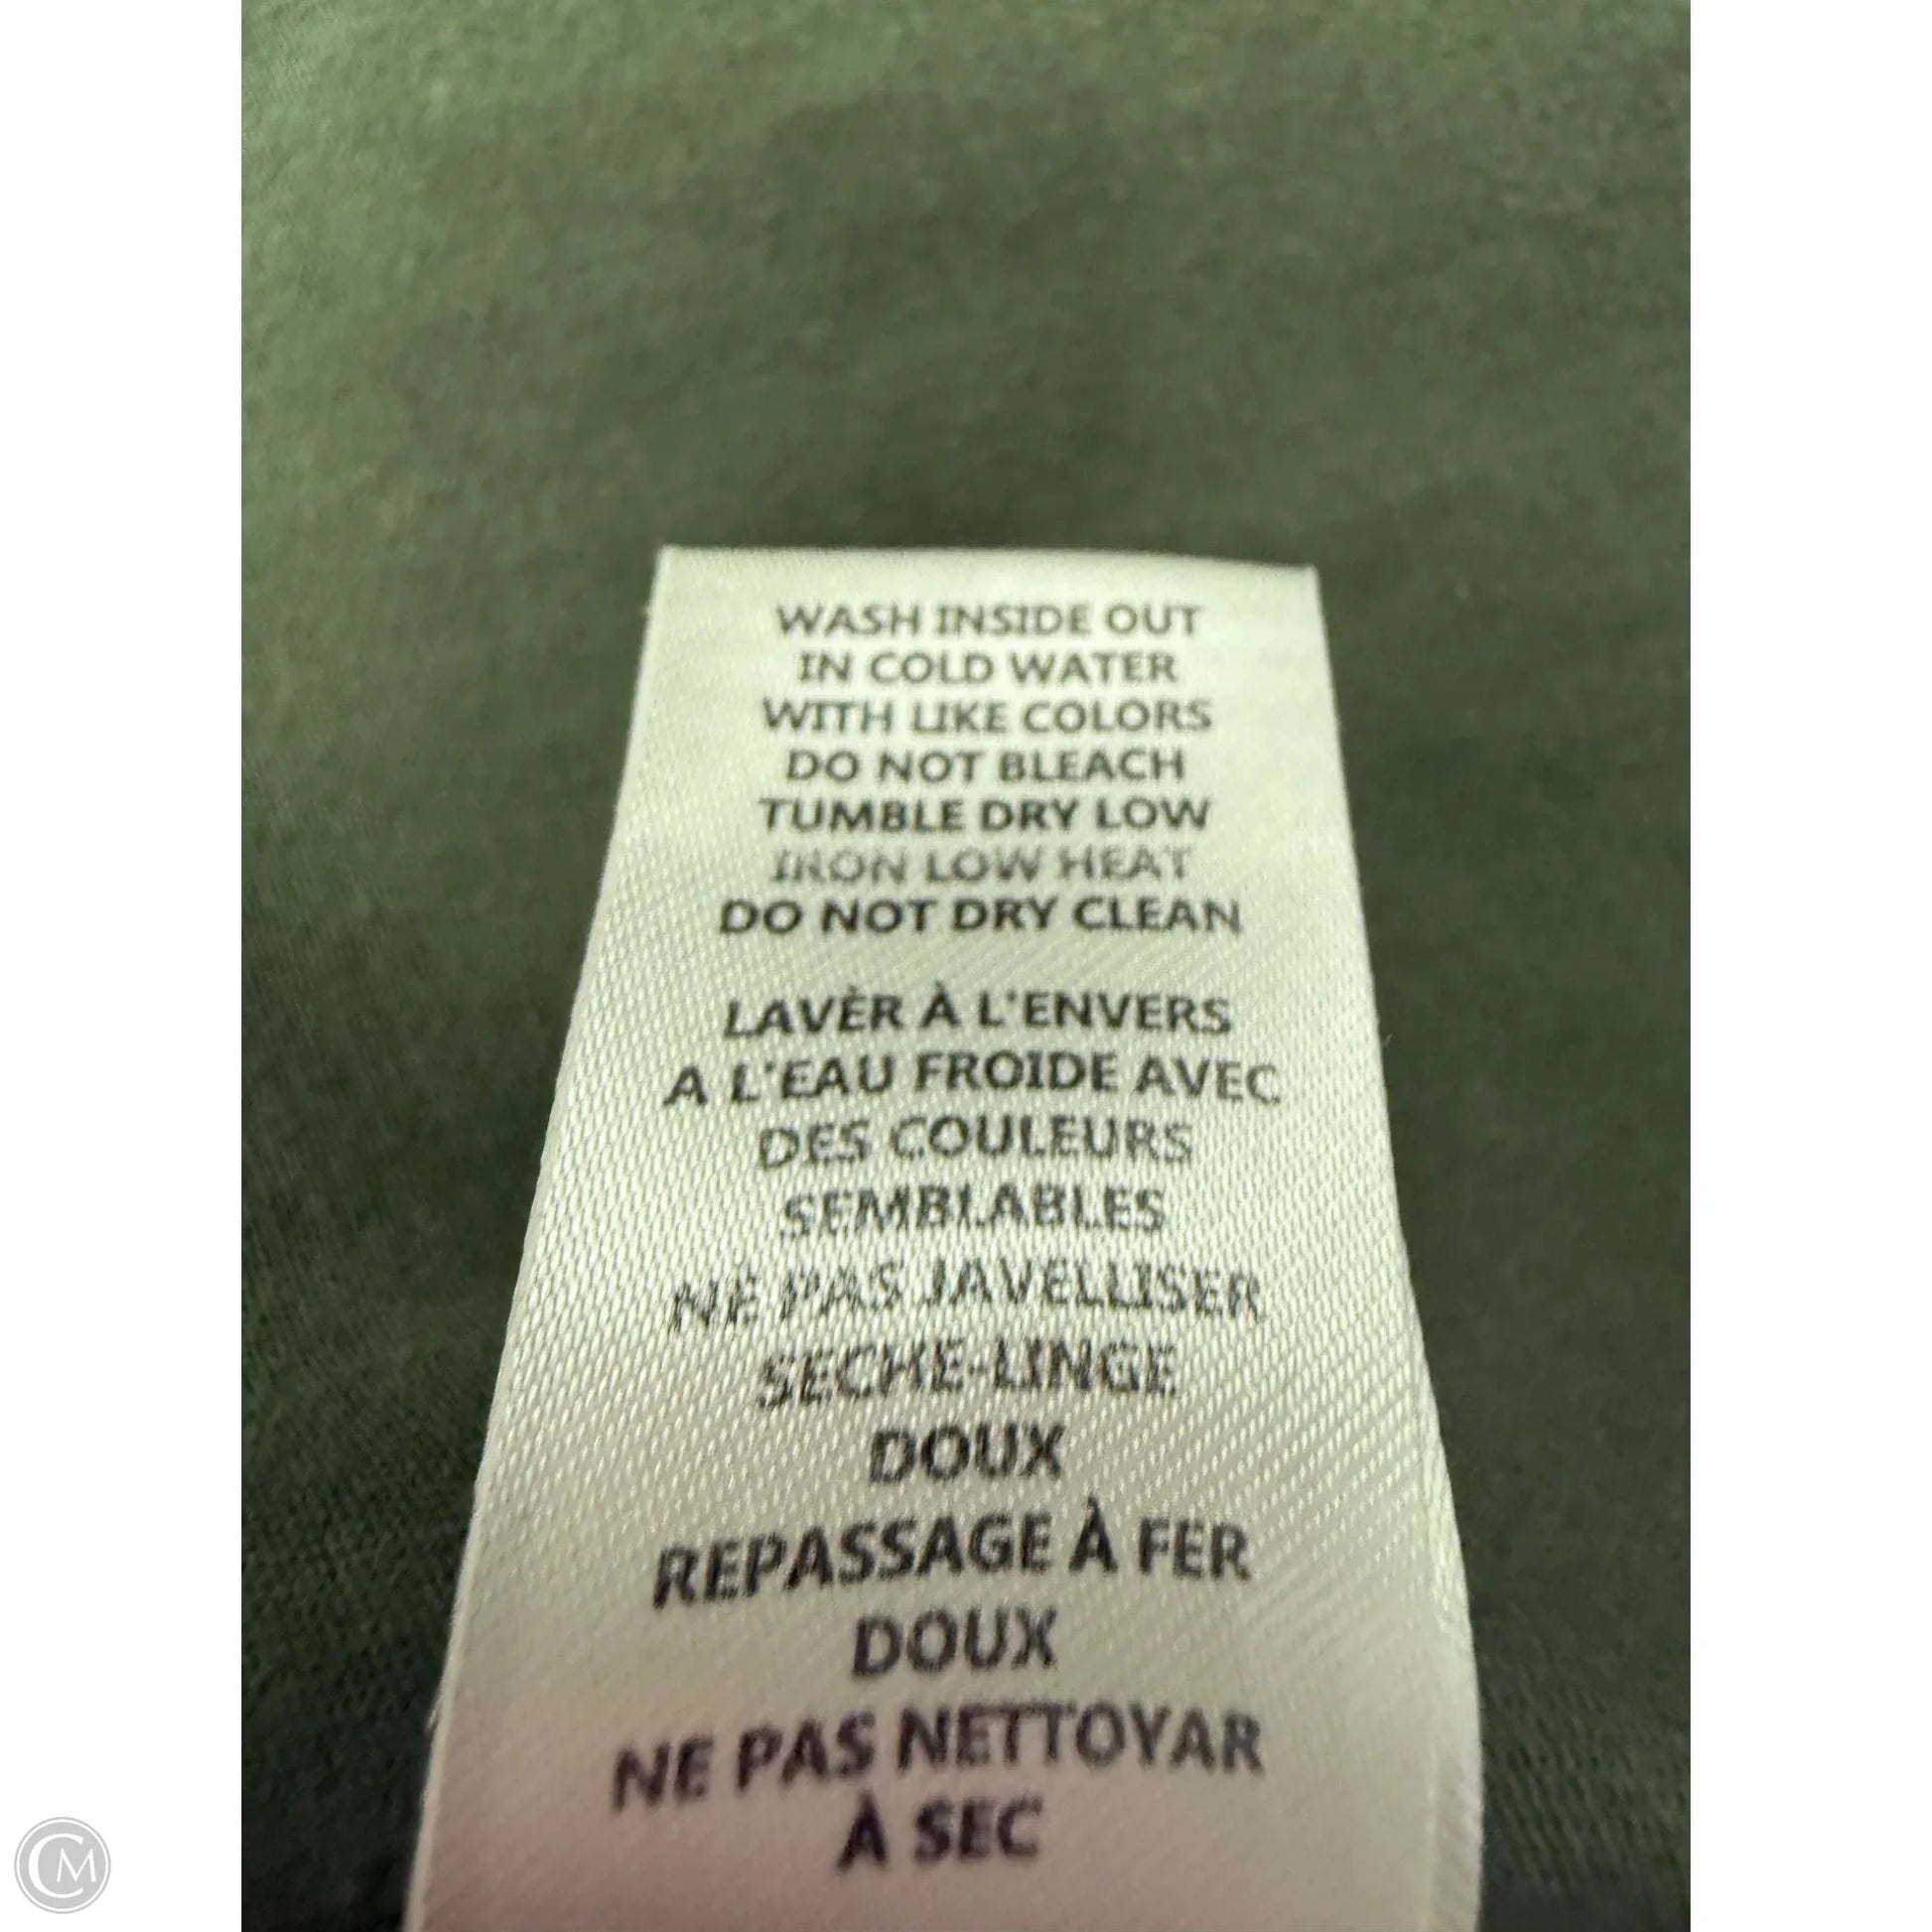 WASH INSIDE OUT
IN COLD WATER
WITH LIKE COLORS
DO NOT BLEACH
TUMBLE DRY LOW
IRON LOW HEAT
DO NOT DRY CLEAN
LAVÈR À L'ENVERS
A L'EAU FROIDE AVEC
DES COULEURS
SEMBLABLES
NE PAS JAVELLISER
SECHE-LINGE
DOUX
REPASSAGE À FER
DOUX
NE PAS NETTOYAR
À SEC
CM